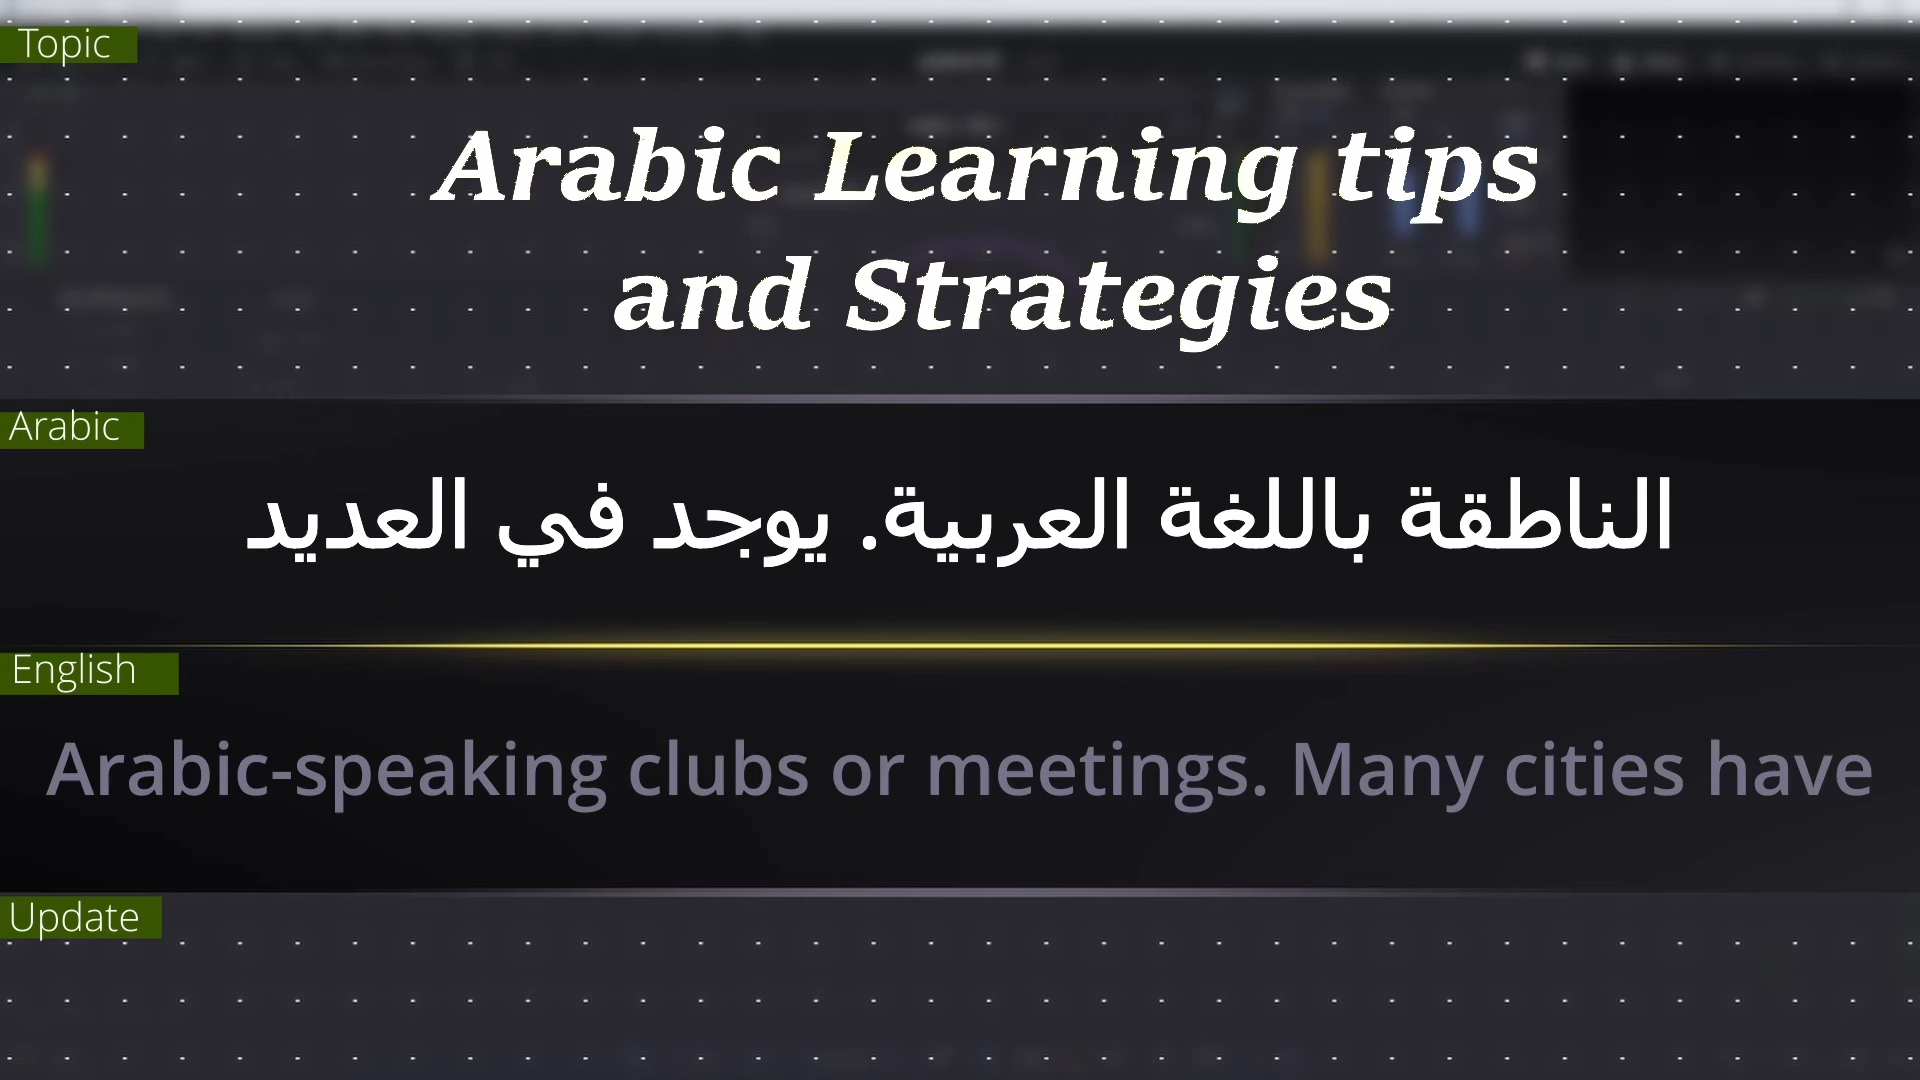 Topic
Arabic Learning tips
and Strategies
Arabic
الناطقة باللغة العربية. يوجد في العديد
English
Arabic-speaking clubs or meetings. Many cities have
Update